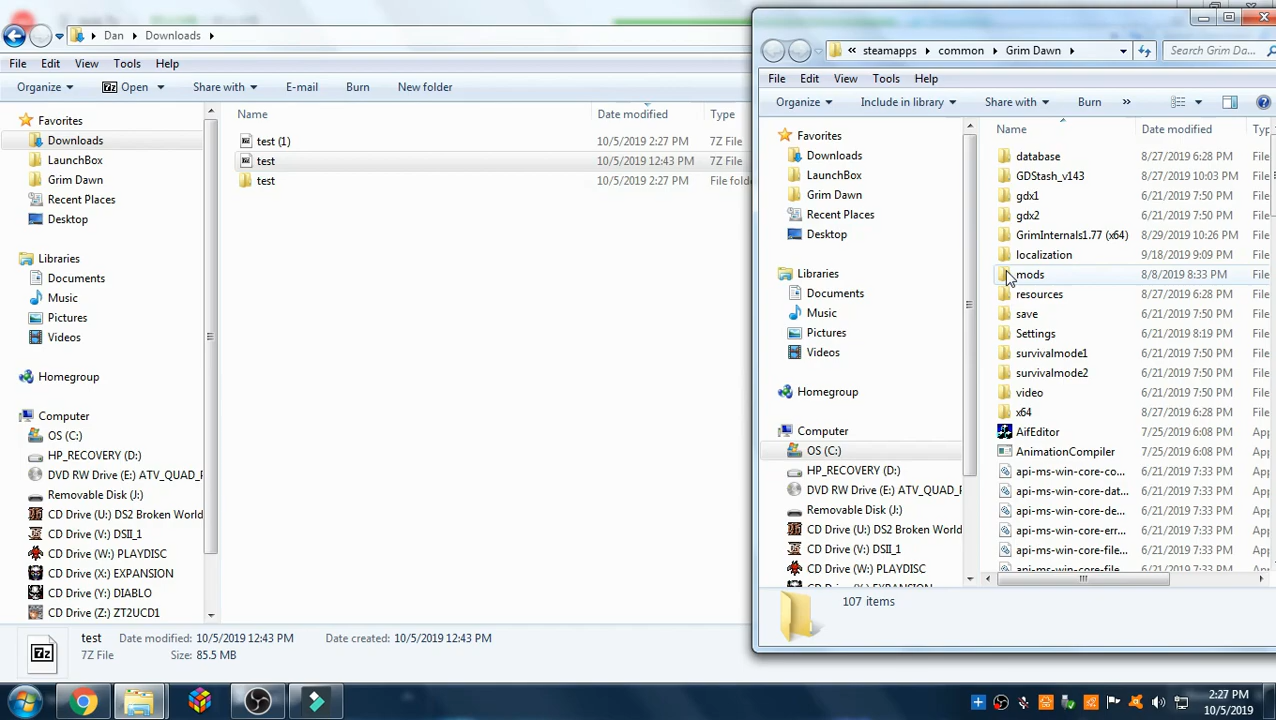 Dan Downloads
File Edit View Tools Help
Organize Open Share with E-mail Burn New folder
Favorites
Downloads
LaunchBox
Grim Dawn
Recent Places
Desktop
Libraries
Documents
Music
Pictures
Videos
Homegroup
Computer
OS (C:)
HP_RECOVERY (D:)
DVD RW Drive (E:) ATV_QUAD_F
Removable Disk (J:)
CD Drive (U:) DS2 Broken World
CD Drive (V:) DSII_1
CD Drive (W:) PLAYDISC
CD Drive (X:) EXPANSION
CD Drive (Y:) DIABLO
CD Drive (Z:) ZT2UCD1
Name Date modified Type
test (1) 10/5/2019 2:27 PM 7Z File
test 10/5/2019 12:43 PM 7Z File
test 10/5/2019 2:27 PM File folde
7z
test Date modified: 10/5/2019 12:43 PM Date created: 10/5/2019 12:43 PM
7Z File Size: 85.5 MB
« steamapps common Grim Dawn Search Grim Da...
File Edit View Tools Help
Organize Include in library Share with Burn »
Favorites
Downloads
LaunchBox
Grim Dawn
Recent Places
Desktop
Libraries
Documents
Music
Pictures
Videos
Homegroup
Computer
OS (C:)
HP_RECOVERY (D:)
DVD RW Drive (E:) ATV_QUAD_F
Removable Disk (J:)
CD Drive (U:) DS2 Broken World
CD Drive (V:) DSII_1
CD Drive (W:) PLAYDISC
CD Drive (X:) EXPANSION
Name Date modified Typ
database 8/27/2019 6:28 PM File
GDStash_v143 8/27/2019 10:03 PM File
gdx1 6/21/2019 7:50 PM File
gdx2 6/21/2019 7:50 PM File
GrimInternals1.77 (x64) 8/29/2019 10:26 PM File
localization 9/18/2019 9:09 PM File
mods 8/8/2019 8:33 PM File
resources 8/27/2019 6:28 PM File
save 6/21/2019 7:50 PM File
Settings 6/21/2019 8:19 PM File
survivalmode1 6/21/2019 7:50 PM File
survivalmode2 6/21/2019 7:50 PM File
video 6/21/2019 7:50 PM File
x64 8/27/2019 6:28 PM File
AifEditor 7/25/2019 6:08 PM App
AnimationCompiler 7/25/2019 6:08 PM App
api-ms-win-core-co... 6/21/2019 7:33 PM App
api-ms-win-core-dat... 6/21/2019 7:33 PM App
api-ms-win-core-de... 6/21/2019 7:33 PM App
api-ms-win-core-err... 6/21/2019 7:33 PM App
api-ms-win-core-file... 6/21/2019 7:33 PM App
api-ms-win-core-file... 6/21/2019 7:33 PM App
107 items
2:27 PM
10/5/2019